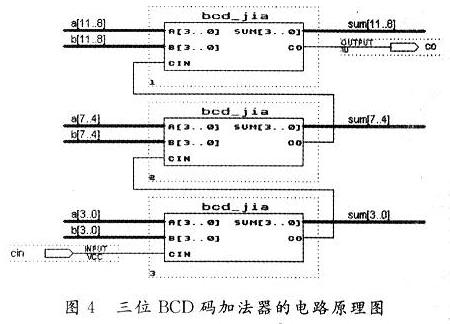 bcd_jia
a[11..8] A[3..0] SUM[3..0] sum[11..8]
b[11..8] B[3..0] CO OUTPUT CO
CIN
1
bcd_jia
a[7..4] A[3..0] SUM[3..0] sum[7..4]
b[7..4] B[3..0] CO
CIN
2
bcd_jia
a[3..0] A[3..0] SUM[3..0] sum[3..0]
b[3..0] B[3..0] CO
cin INPUT CIN
VCC
3
图 4 三位 BCD 码加法器的电路原理图